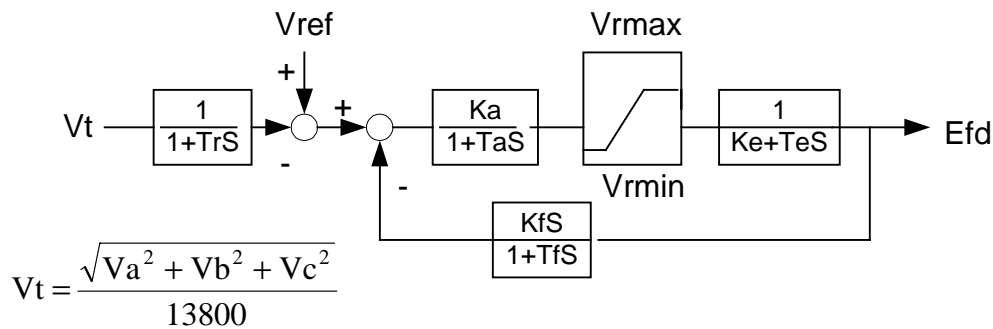 Vref
Vrmax
+
Vt
1
1+TrS
-
+
-
Ka
1+TaS
1
Ke+TeS
Efd
Vrmin
KfS
1+TfS
Vt = √(Va² + Vb² + Vc²)
13800